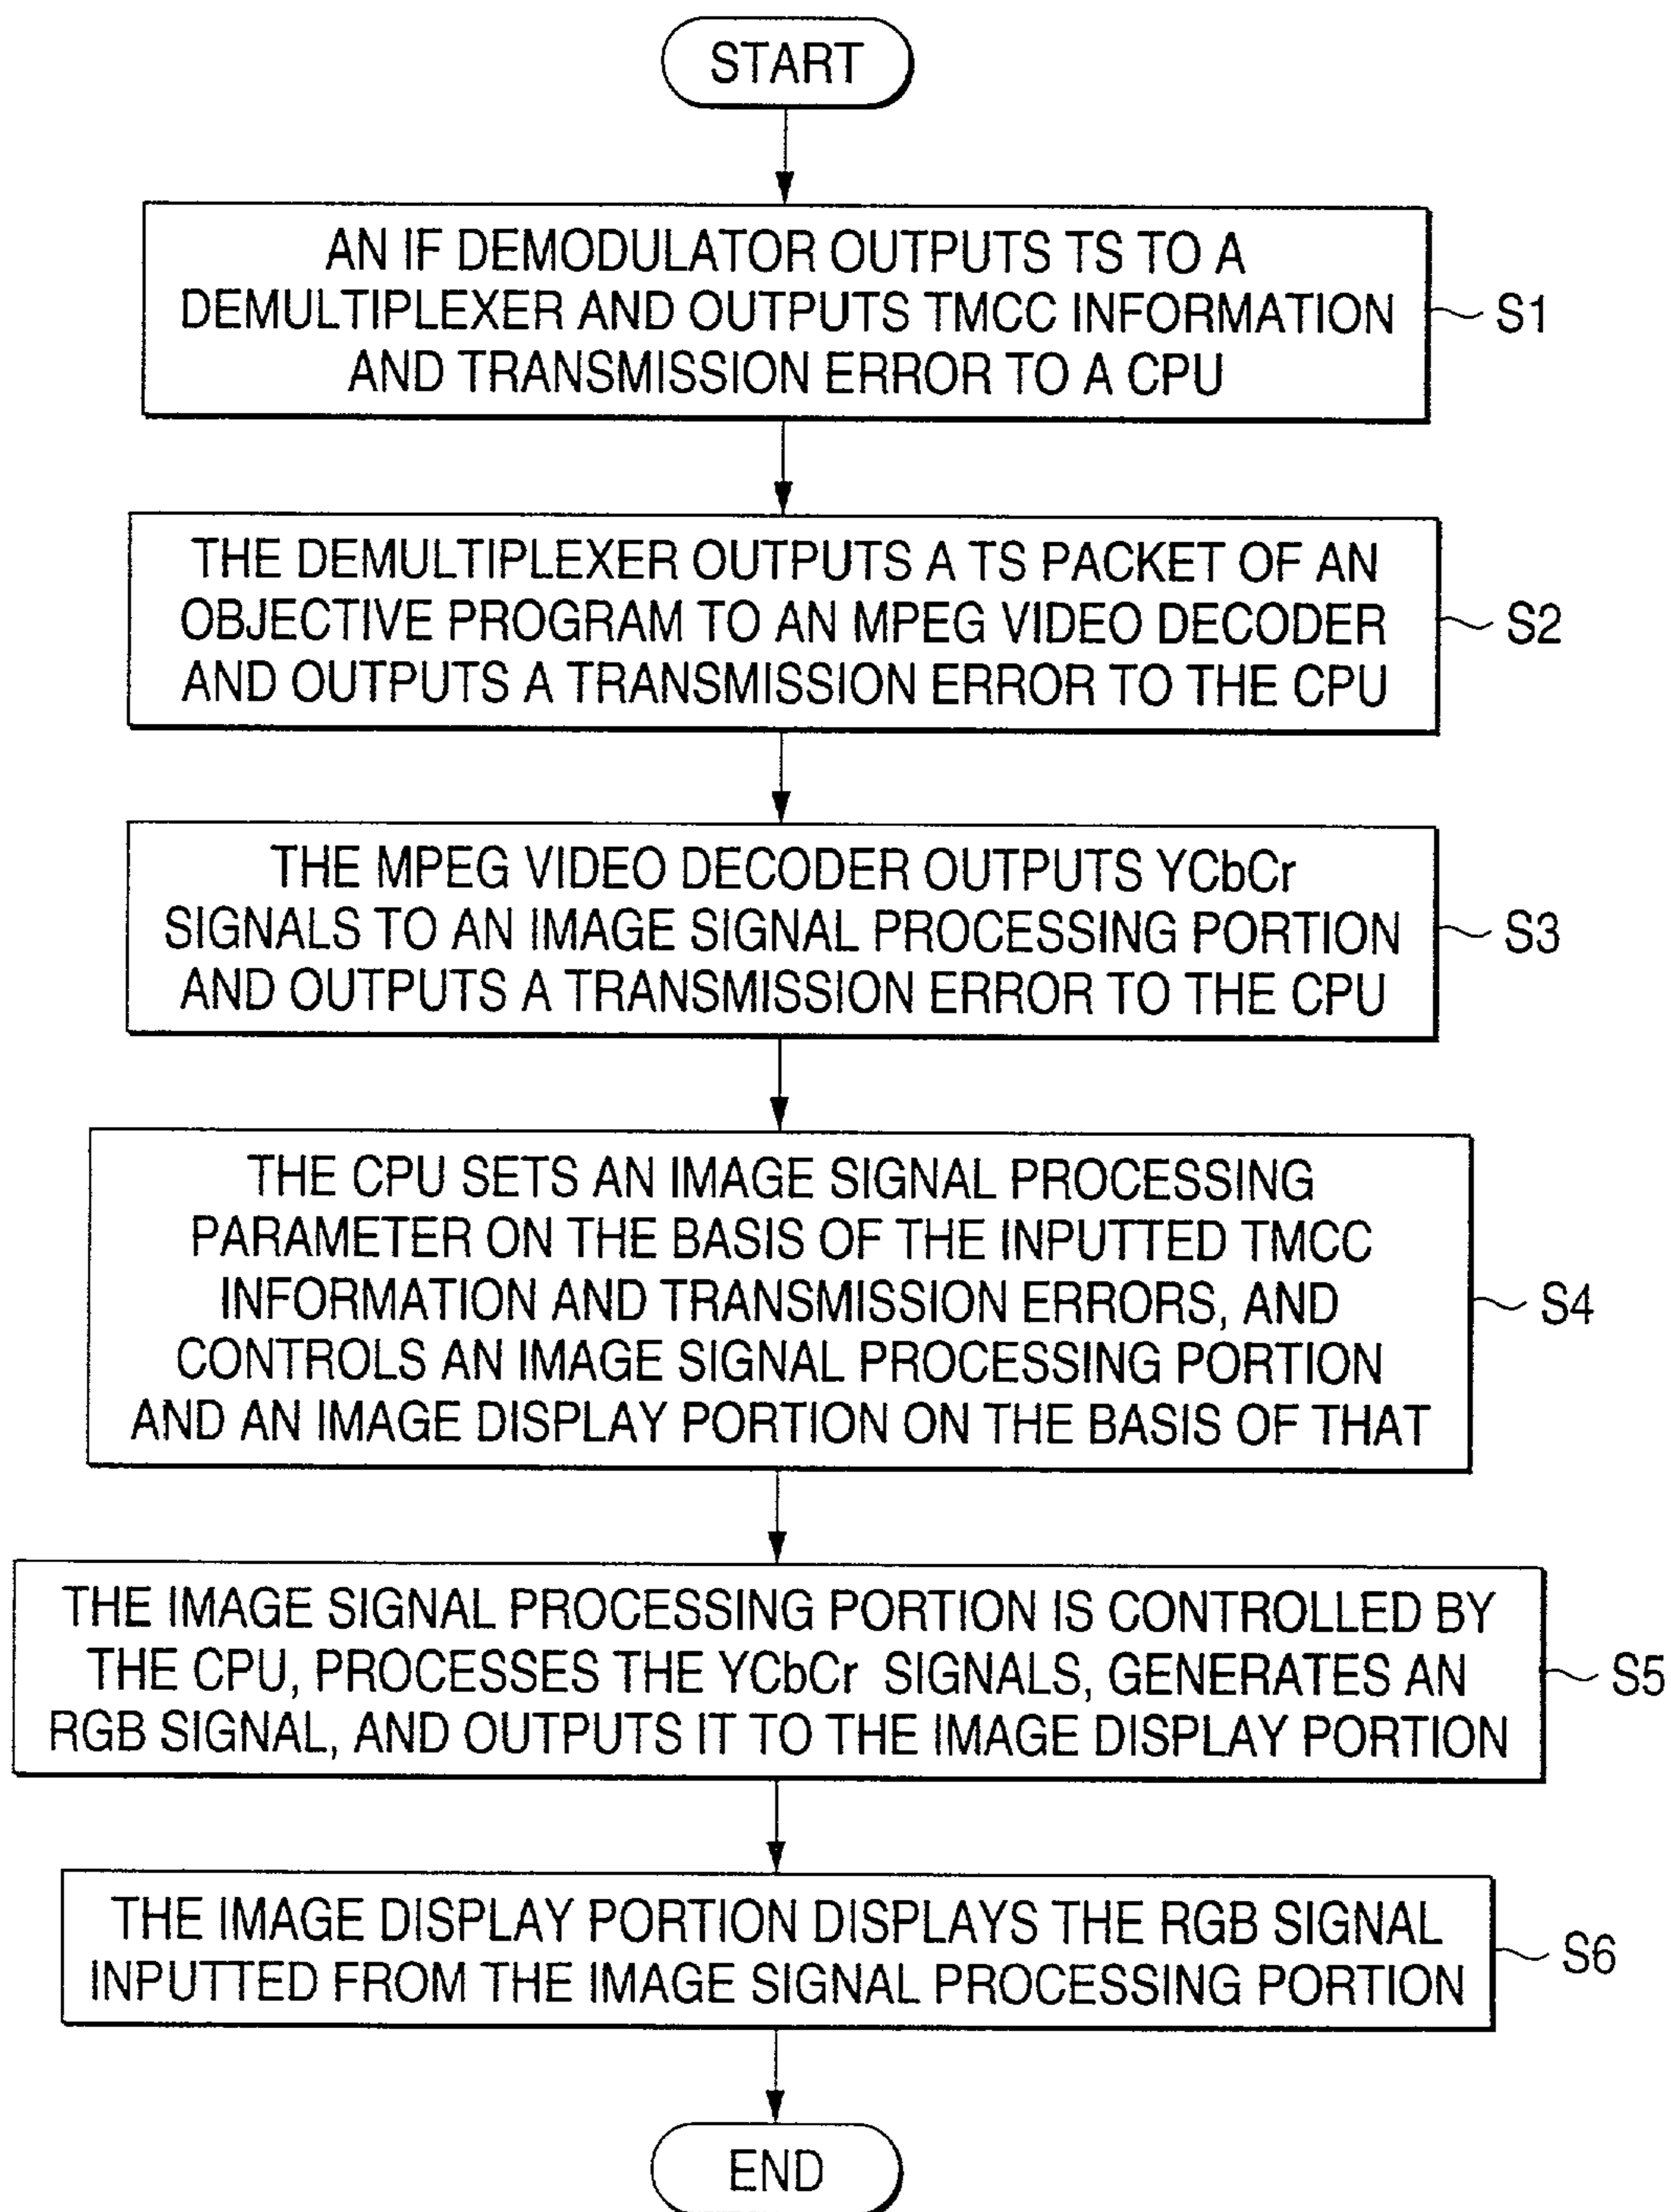 START
AN IF DEMODULATOR OUTPUTS TS TO A
DEMULTIPLEXER AND OUTPUTS TMCC INFORMATION
AND TRANSMISSION ERROR TO A CPU
S1
THE DEMULTIPLEXER OUTPUTS A TS PACKET OF AN
OBJECTIVE PROGRAM TO AN MPEG VIDEO DECODER
AND OUTPUTS A TRANSMISSION ERROR TO THE CPU
S2
THE MPEG VIDEO DECODER OUTPUTS YCbCr
SIGNALS TO AN IMAGE SIGNAL PROCESSING PORTION
AND OUTPUTS A TRANSMISSION ERROR TO THE CPU
S3
THE CPU SETS AN IMAGE SIGNAL PROCESSING
PARAMETER ON THE BASIS OF THE INPUTTED TMCC
INFORMATION AND TRANSMISSION ERRORS, AND
CONTROLS AN IMAGE SIGNAL PROCESSING PORTION
AND AN IMAGE DISPLAY PORTION ON THE BASIS OF THAT
S4
THE IMAGE SIGNAL PROCESSING PORTION IS CONTROLLED BY
THE CPU, PROCESSES THE YCbCr SIGNALS, GENERATES AN
RGB SIGNAL, AND OUTPUTS IT TO THE IMAGE DISPLAY PORTION
S5
THE IMAGE DISPLAY PORTION DISPLAYS THE RGB SIGNAL
INPUTTED FROM THE IMAGE SIGNAL PROCESSING PORTION
S6
END